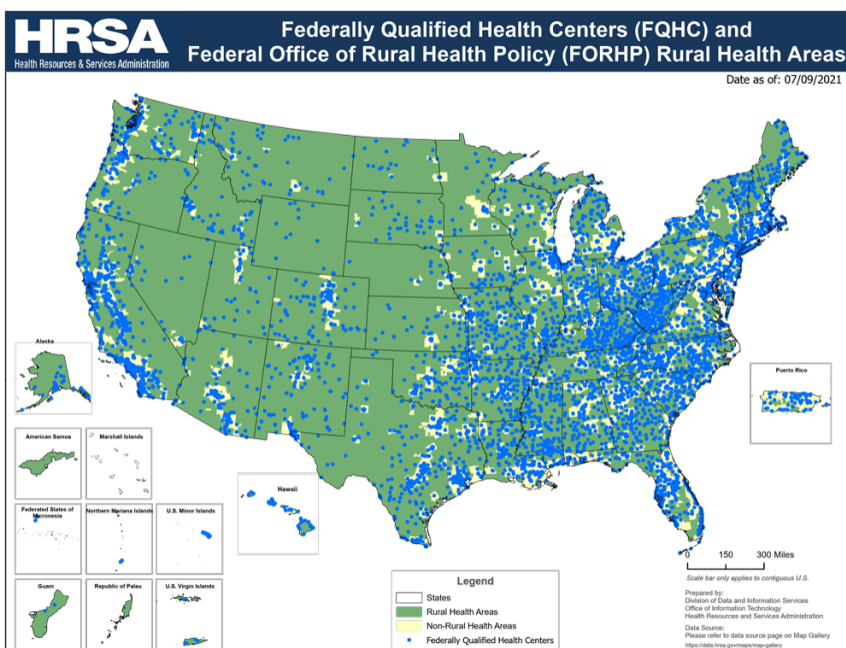 HRSA
Health Resources & Services Administration
Federally Qualified Health Centers (FQHC) and
Federal Office of Rural Health Policy (FORHP) Rural Health Areas
Date as of: 07/09/2021
Alaska
American Samoa
Marshall Islands
Federated States of
Micronesia
Northern Mariana Islands
U.S. Minor Islands
Guam
Republic of Palau
U.S. Virgin Islands
Hawaii
Puerto Rico
0 150 300 Miles
Scale bar only applies to contiguous U.S.
Legend
States
Rural Health Areas
Non-Rural Health Areas
Federally Qualified Health Centers
Prepared by:
Division of Data and Information Services
Office of Information Technology
Health Resources and Services Administration
Data Source:
Please refer to data source page on Map Gallery
https://data.hrsa.gov/maps/map-gallery